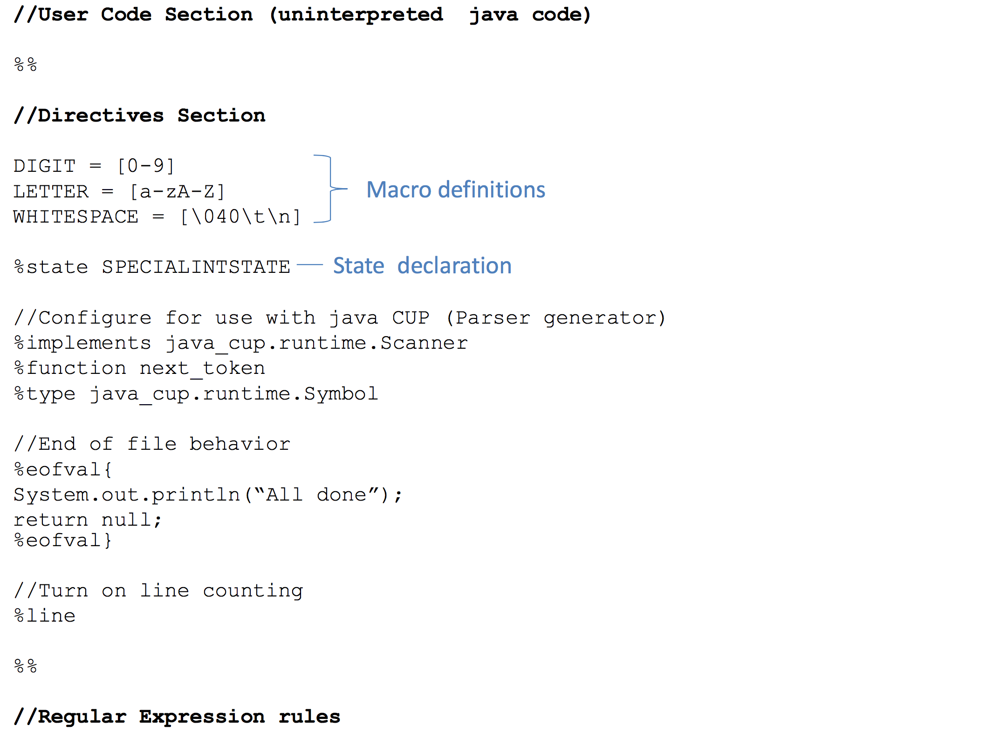 //User Code Section (uninterpreted  java code)
%%
//Directives Section
DIGIT = [0-9]
LETTER = [a-zA-Z]
WHITESPACE = [\040\t\n]
Macro definitions
%state SPECIALINTSTATE
State  declaration
//Configure for use with java CUP (Parser generator)
%implements java_cup.runtime.Scanner
%function next_token
%type java_cup.runtime.Symbol
//End of file behavior
%eofval{
System.out.println(“All done”);
return null;
%eofval}
//Turn on line counting
%line
%%
//Regular Expression rules